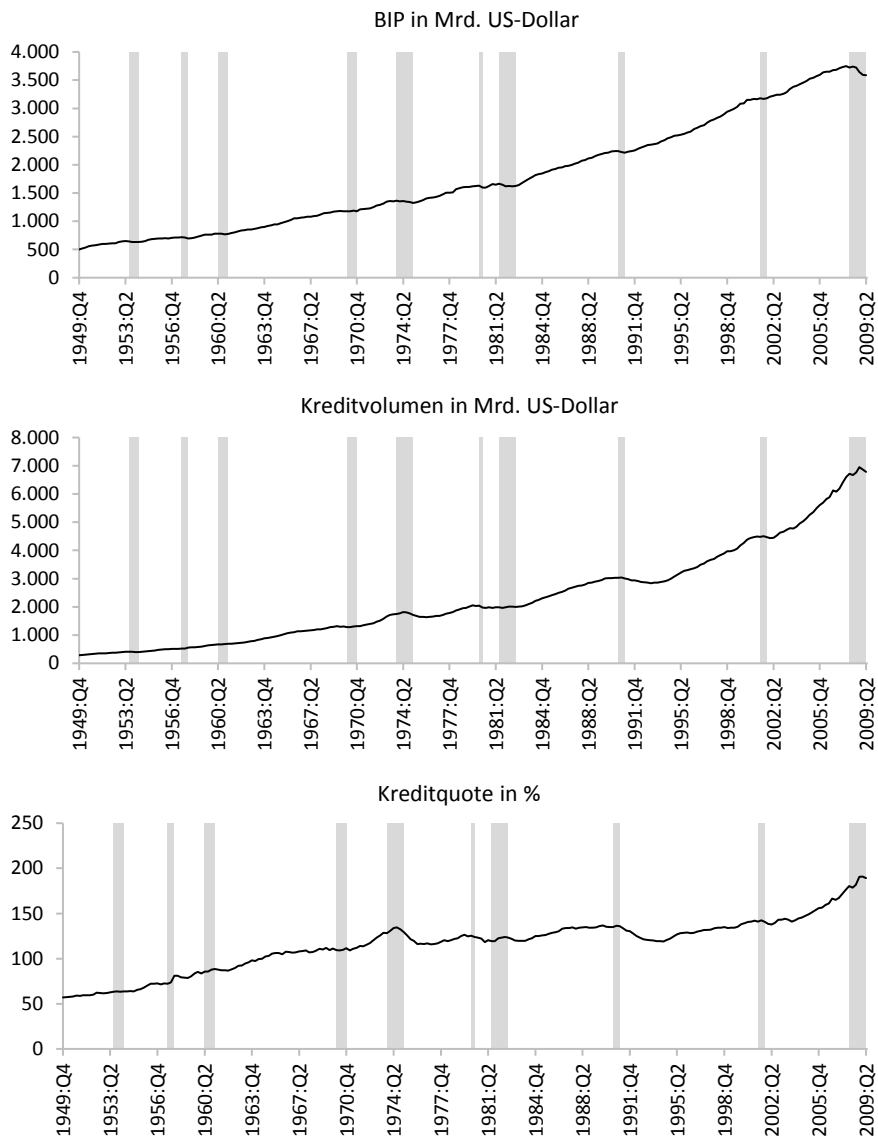 BIP in Mrd. US-Dollar
4.000
3.500
3.000
2.500
2.000
1.500
1.000
500
0
1949:Q4
1953:Q2
1956:Q4
1960:Q2
1963:Q4
1967:Q2
1970:Q4
1974:Q2
1977:Q4
1981:Q2
1984:Q4
1988:Q2
1991:Q4
1995:Q2
1998:Q4
2002:Q2
2005:Q4
2009:Q2
Kreditvolumen in Mrd. US-Dollar
8.000
7.000
6.000
5.000
4.000
3.000
2.000
1.000
0
1949:Q4
1953:Q2
1956:Q4
1960:Q2
1963:Q4
1967:Q2
1970:Q4
1974:Q2
1977:Q4
1981:Q2
1984:Q4
1988:Q2
1991:Q4
1995:Q2
1998:Q4
2002:Q2
2005:Q4
2009:Q2
Kreditquote in %
250
200
150
100
50
0
1949:Q4
1953:Q2
1956:Q4
1960:Q2
1963:Q4
1967:Q2
1970:Q4
1974:Q2
1977:Q4
1981:Q2
1984:Q4
1988:Q2
1991:Q4
1995:Q2
1998:Q4
2002:Q2
2005:Q4
2009:Q2